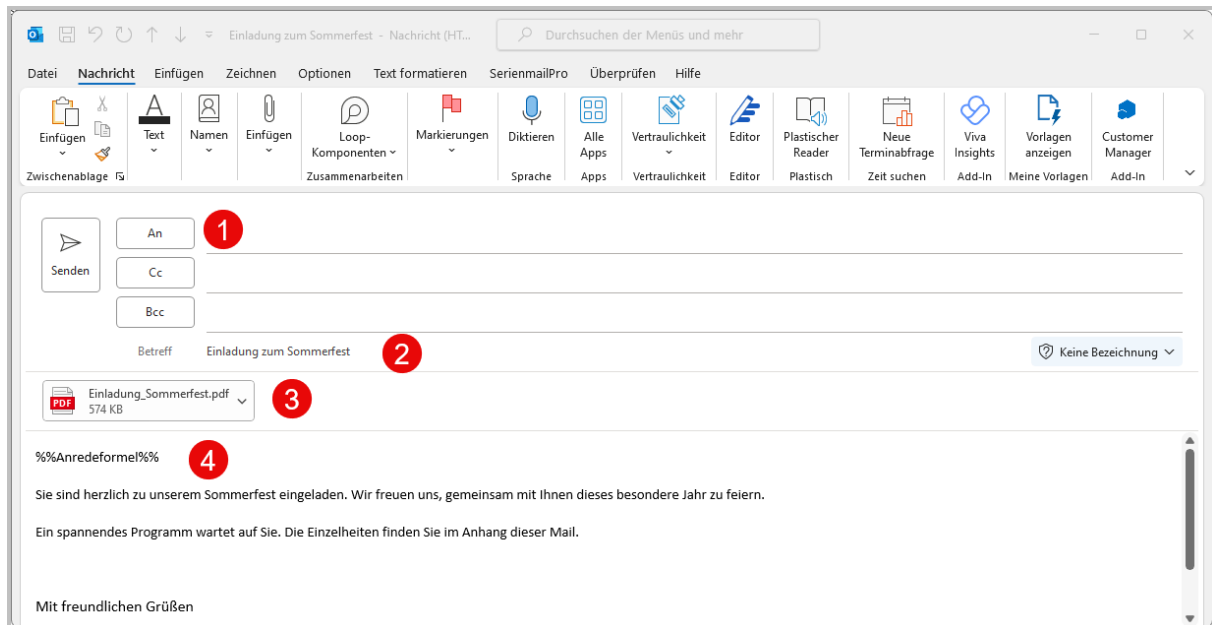 Einladung zum Sommerfest - Nachricht (HT... Durchsuchen der Menüs und mehr
Datei Nachricht Einfügen Zeichnen Optionen Text formatieren SerienmailPro Überprüfen Hilfe
Einfügen Text Namen Einfügen Loop- Komponenten Markierungen Diktieren Alle Apps Vertraulichkeit Editor Plastischer Reader Neue Terminabfrage Viva Insights Vorlagen anzeigen Customer Manager
Zwischenablage Zusammenarbeiten Sprache Apps Vertraulichkeit Editor Plastisch Zeit suchen Add-In Meine Vorlagen Add-In
An 1
Senden Cc
Bcc
Betreff Einladung zum Sommerfest 2 Keine Bezeichnung
PDF Einladung_Sommerfest.pdf 3
574 KB
%%Anredeformel%% 4
Sie sind herzlich zu unserem Sommerfest eingeladen. Wir freuen uns, gemeinsam mit Ihnen dieses besondere Jahr zu feiern.
Ein spannendes Programm wartet auf Sie. Die Einzelheiten finden Sie im Anhang dieser Mail.
Mit freundlichen Grüßen